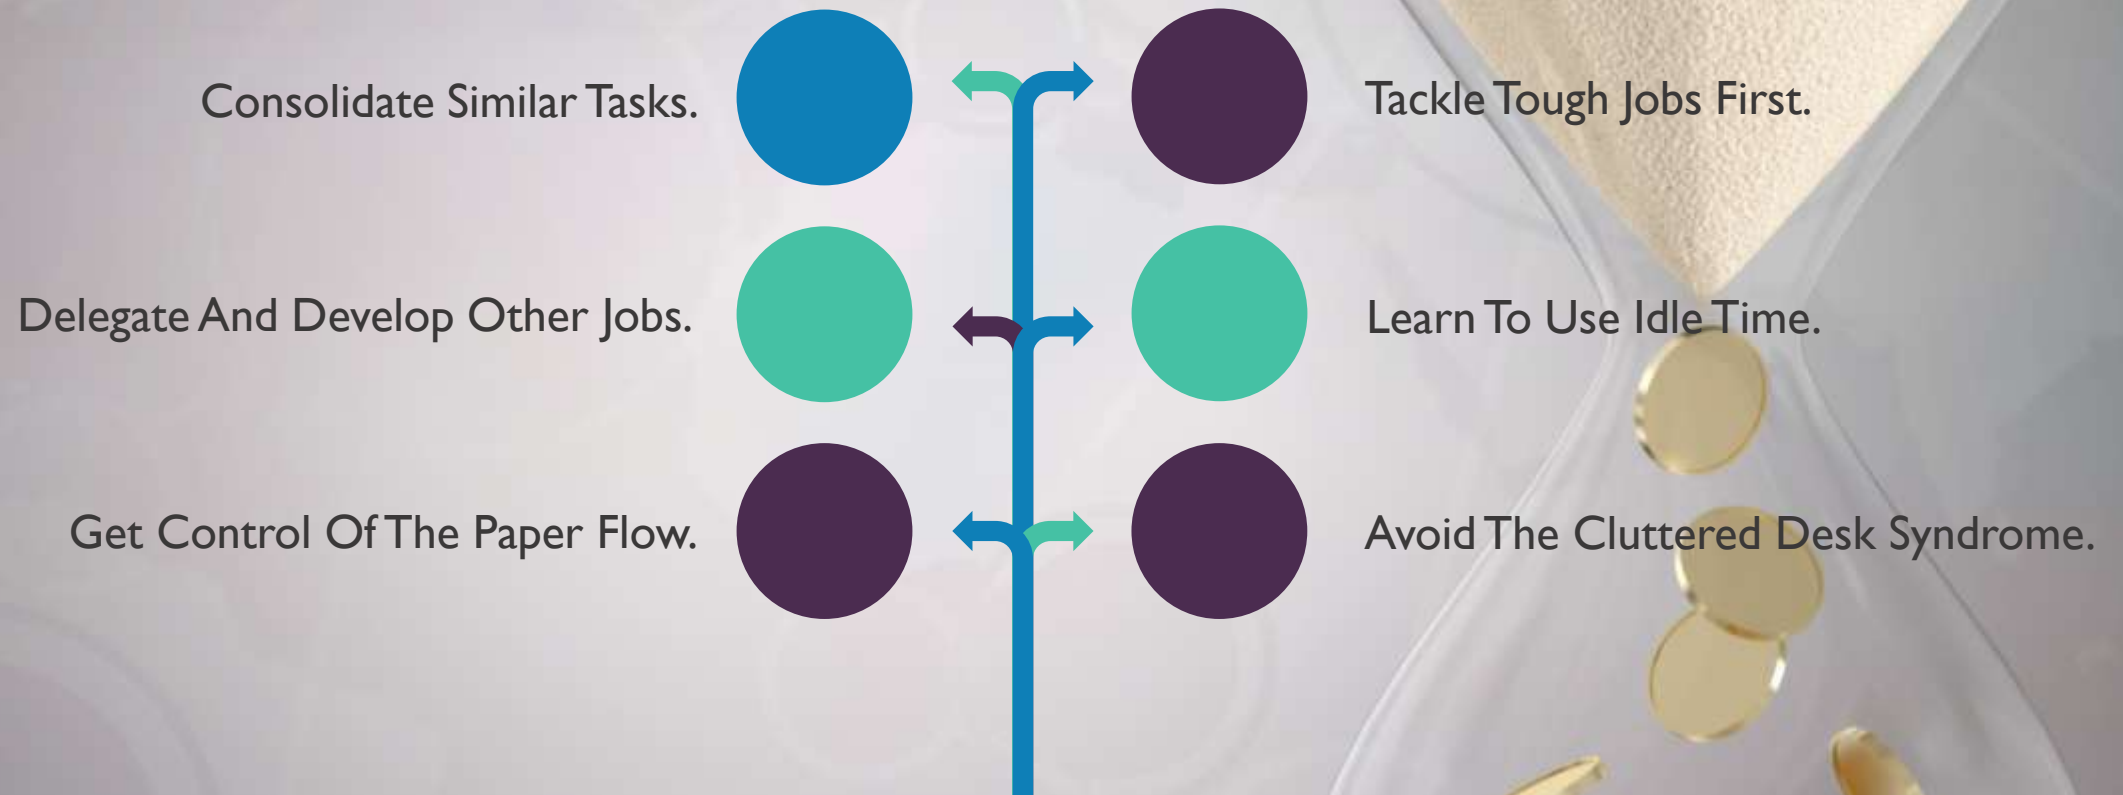 Consolidate Similar Tasks.
Tackle Tough Jobs First.
Delegate And Develop Other Jobs.
Learn To Use Idle Time.
Get Control Of The Paper Flow.
Avoid The Cluttered Desk Syndrome.